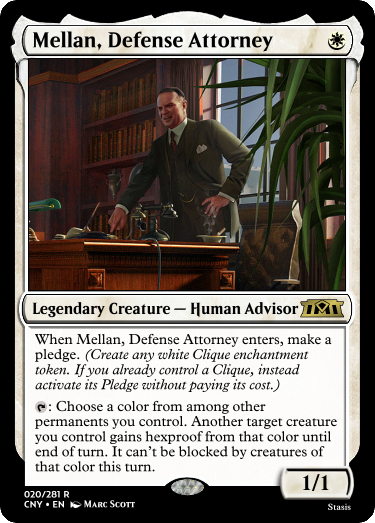 Mellan, Defense Attorney
Legendary Creature — Human Advisor
When Mellan, Defense Attorney enters, make a
pledge. (Create any white Clique enchantment
token. If you already control a Clique, instead
activate its Pledge without paying its cost.)
: Choose a color from among other
permanents you control. Another target creature
you control gains hexproof from that color until
end of turn. It can't be blocked by creatures of
that color this turn.
1/1
020/281 R
CNY • EN Marc Scott
Stasis